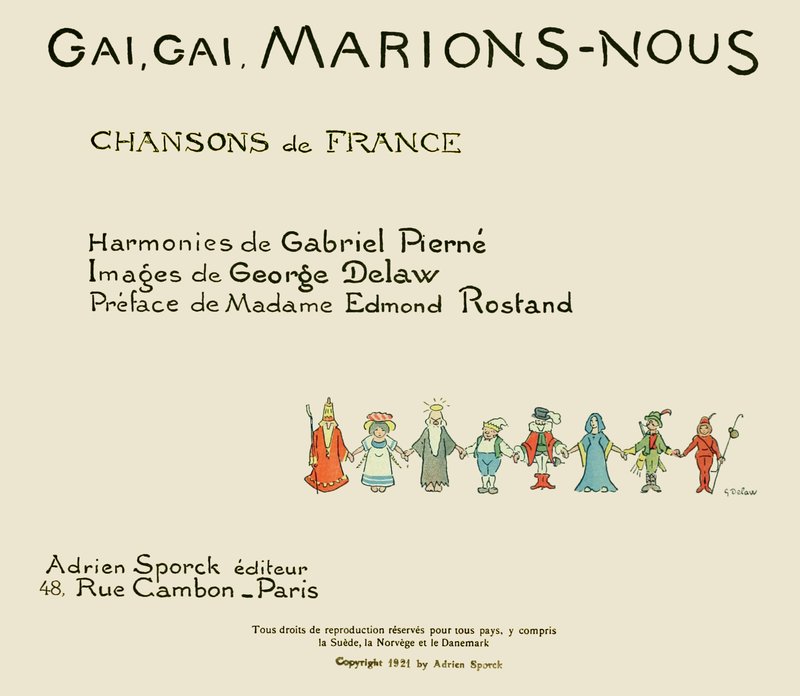 GAI, GAI, MARIONS-NOUS
CHANSONS de FRANCE
Harmonies de Gabriel Pierné
Images de George Delaw
Préface de Madame Edmond Rostand
G Delaw
Adrien Sporck éditeur
48, Rue Cambon - Paris
Tous droits de reproduction réservés pour tous pays, y compris
la Suède, la Norvège et le Danemark
Copyright 1921 by Adrien Sporck